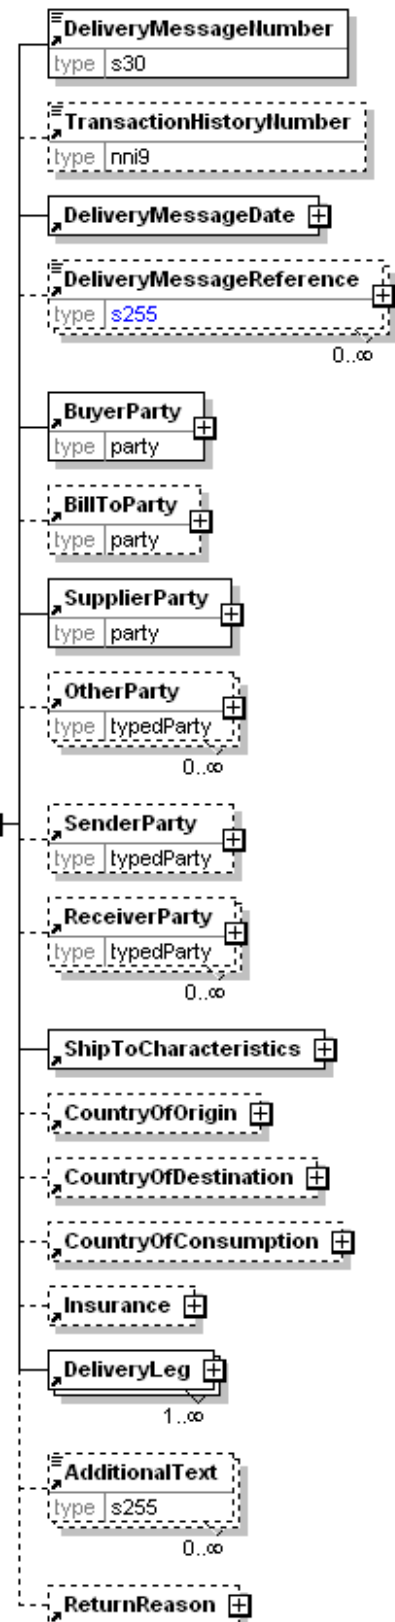 DeliveryMessageNumber
type s30
TransactionHistoryNumber
type nni9
DeliveryMessageDate
DeliveryMessageReference
type s255
0..∞
BuyerParty
type party
BillToParty
type party
SupplierParty
type party
OtherParty
type typedParty
0..∞
SenderParty
type typedParty
ReceiverParty
type typedParty
0..∞
ShipToCharacteristics
CountryOfOrigin
CountryOfDestination
CountryOfConsumption
Insurance
DeliveryLeg
1..∞
AdditionalText
type s255
0..∞
ReturnReason